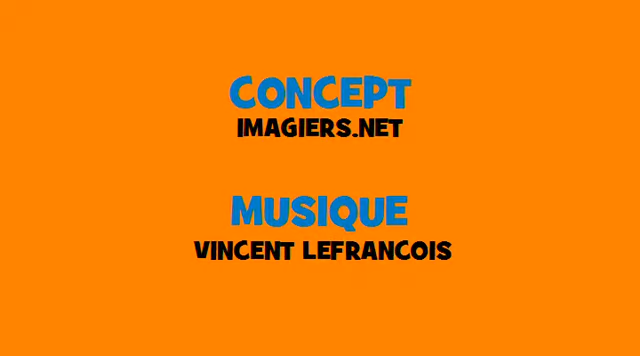 CONCEPT
IMAGIERS.NET
MUSIQUE
VINCENT LEFRANCOIS